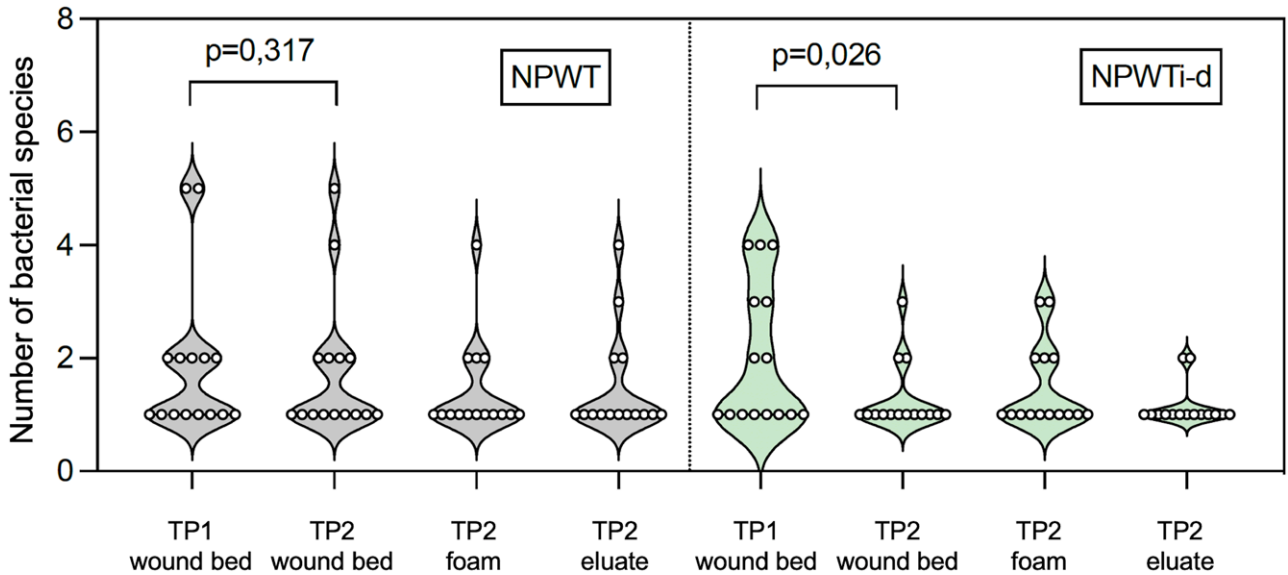 8
p=0,317
NPWT
p=0,026
NPWTi-d
6
4
2
0
Number of bacterial species
TP1
wound bed
TP2
wound bed
TP2
foam
TP2
eluate
TP1
wound bed
TP2
wound bed
TP2
foam
TP2
eluate